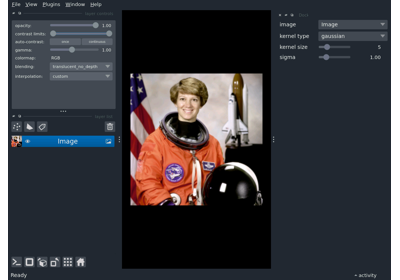 File View Plugins Window Help
opacity: 1.00
contrast limits:
auto-contrast: once continuous
gamma: 1.00
colormap: RGB
blending: translucent_no_depth
interpolation: custom
Image
image Image
kernel type gaussian
kernel size 5
sigma 1.00
Ready
activity